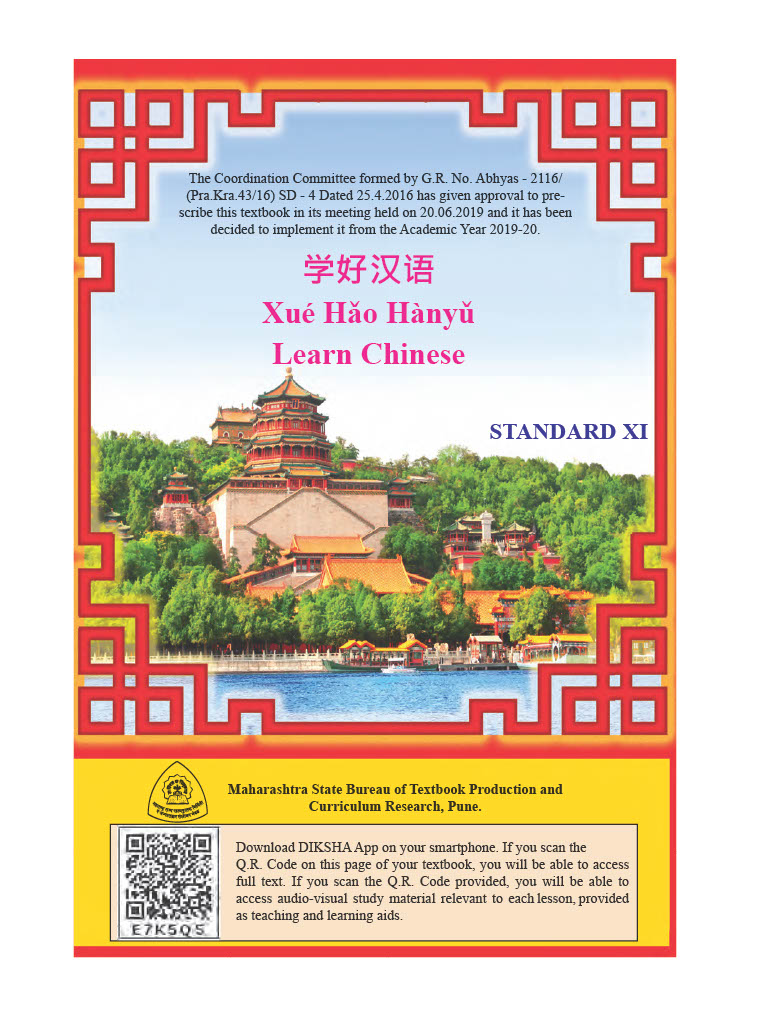 The Coordination Committee formed by G.R. No. Abhyas - 2116/
(Pra.Kra.43/16) SD - 4 Dated 25.4.2016 has given approval to pre-
scribe this textbook in its meeting held on 20.06.2019 and it has been
decided to implement it from the Academic Year 2019-20.
学好汉语
Xué Hǎo Hànyǔ
Learn Chinese
STANDARD XI
Maharashtra State Bureau of Textbook Production and
Curriculum Research, Pune.
Download DIKSHA App on your smartphone. If you scan the
Q.R. Code on this page of your textbook, you will be able to access
full text. If you scan the Q.R. Code provided, you will be able to
access audio-visual study material relevant to each lesson, provided
as teaching and learning aids.
E7K5Q5